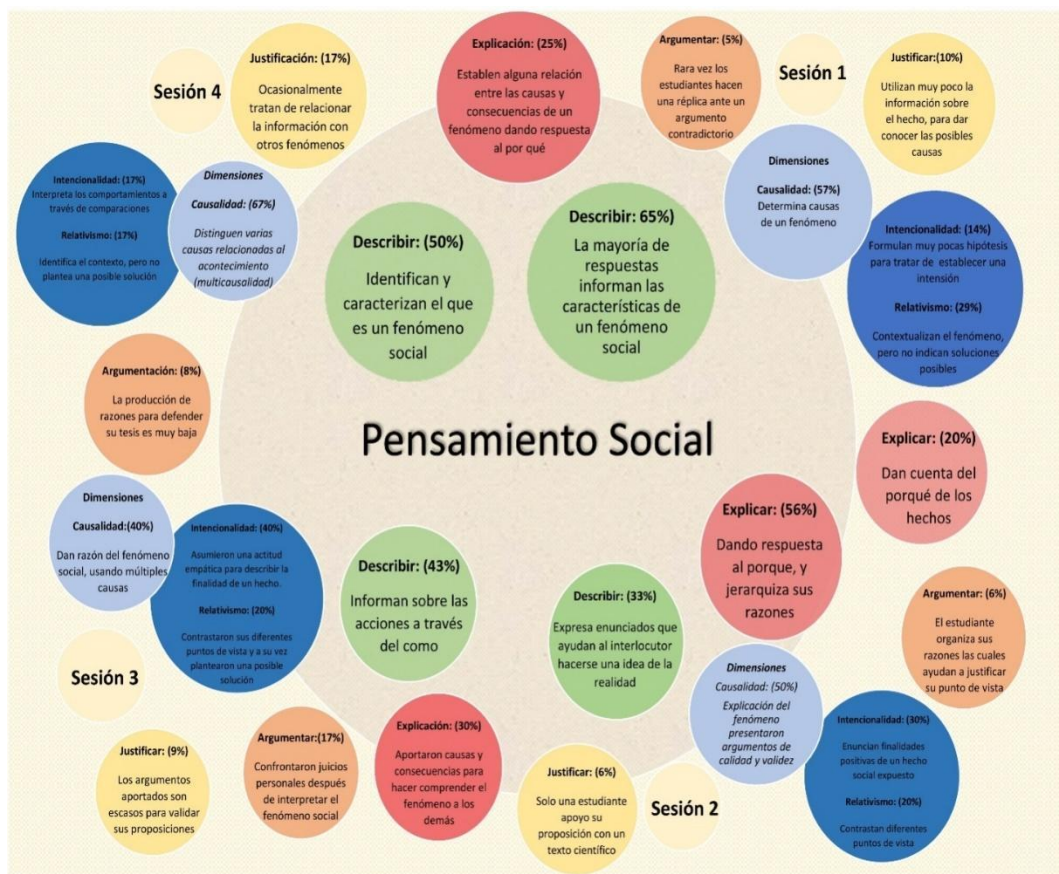 Sesión 4
Justificación: (17%)
Ocasionalmente
tratan de relacionar
la información con
otros fenómenos
Explicación: (25%)
Establen alguna relación
entre las causas y
consecuencias de un
fenómeno dando respuesta
al por qué
Argumentar: (5%)
Rara vez los
estudiantes hacen
una réplica ante un
argumento
contradictorio
Sesión 1
Justificar:(10%)
Utilizan muy poco la
información sobre
el hecho, para dar
conocer las posibles
causas
Intencionalidad: (17%)
Interpreta los comportamientos a
través de comparaciones
Relativismo: (17%)
Identifica el contexto, pero no
plantea una posible solución
Dimensiones
Causalidad: (67%)
Distinguen varias
causas relacionadas al
acontecimiento
(multicausalidad)
Describir: (50%)
Identifican y
caracterizan el que
es un fenómeno
social
Describir: 65%)
La mayoría de
respuestas
informan las
características de
un fenómeno
social
Dimensiones
Causalidad: (57%)
Determina causas
de un fenómeno
Intencionalidad: (14%)
Formulan muy pocas hipótesis
para tratar de establecer una
intensión
Relativismo: (29%)
Contextualizan el fenómeno,
pero no indican soluciones
posibles
Argumentación: (8%)
La producción de
razones para defender
su tesis es muy baja
Pensamiento Social
Explicar: (20%)
Dan cuenta del
porqué de los
hechos
Dimensiones
Causalidad:(40%)
Dan razón del fenómeno
social, usando múltiples
causas
Intencionalidad: (40%)
Asumieron una actitud
empática para describir la
finalidad de un hecho.
Relativismo: (20%)
Contrastaron sus diferentes
puntos de vista y a su vez
plantearon una posible
solución
Describir: (43%)
Informan sobre las
acciones a través
del como
Describir: (33%)
Expresa enunciados que
ayudan al interlocutor
hacerse una idea de la
realidad
Explicar: (56%)
Dando respuesta
al porque, y
jerarquiza sus
razones
Argumentar: (6%)
El estudiante
organiza sus
razones las cuales
ayudan a justificar
su punto de vista
Sesión 3
Justificar: (9%)
Los argumentos
aportados son
escasos para validar
sus proposiciones
Argumentar:(17%)
Confrontaron juicios
personales después
de interpretar el
fenómeno social
Explicación: (30%)
Aportaron causas y
consecuencias para
hacer comprender el
fenómeno a los
demás
Justificar: (6%)
Solo una estudiante
apoyo su
proposición con un
texto científico
Sesión 2
Dimensiones
Causalidad: (50%)
Explicación del
fenómeno
presentaron
argumentos de
calidad y validez
Intencionalidad: (30%)
Enuncian finalidades
positivas de un hecho
social expuesto
Relativismo: (20%)
Contrastan diferentes
puntos de vista